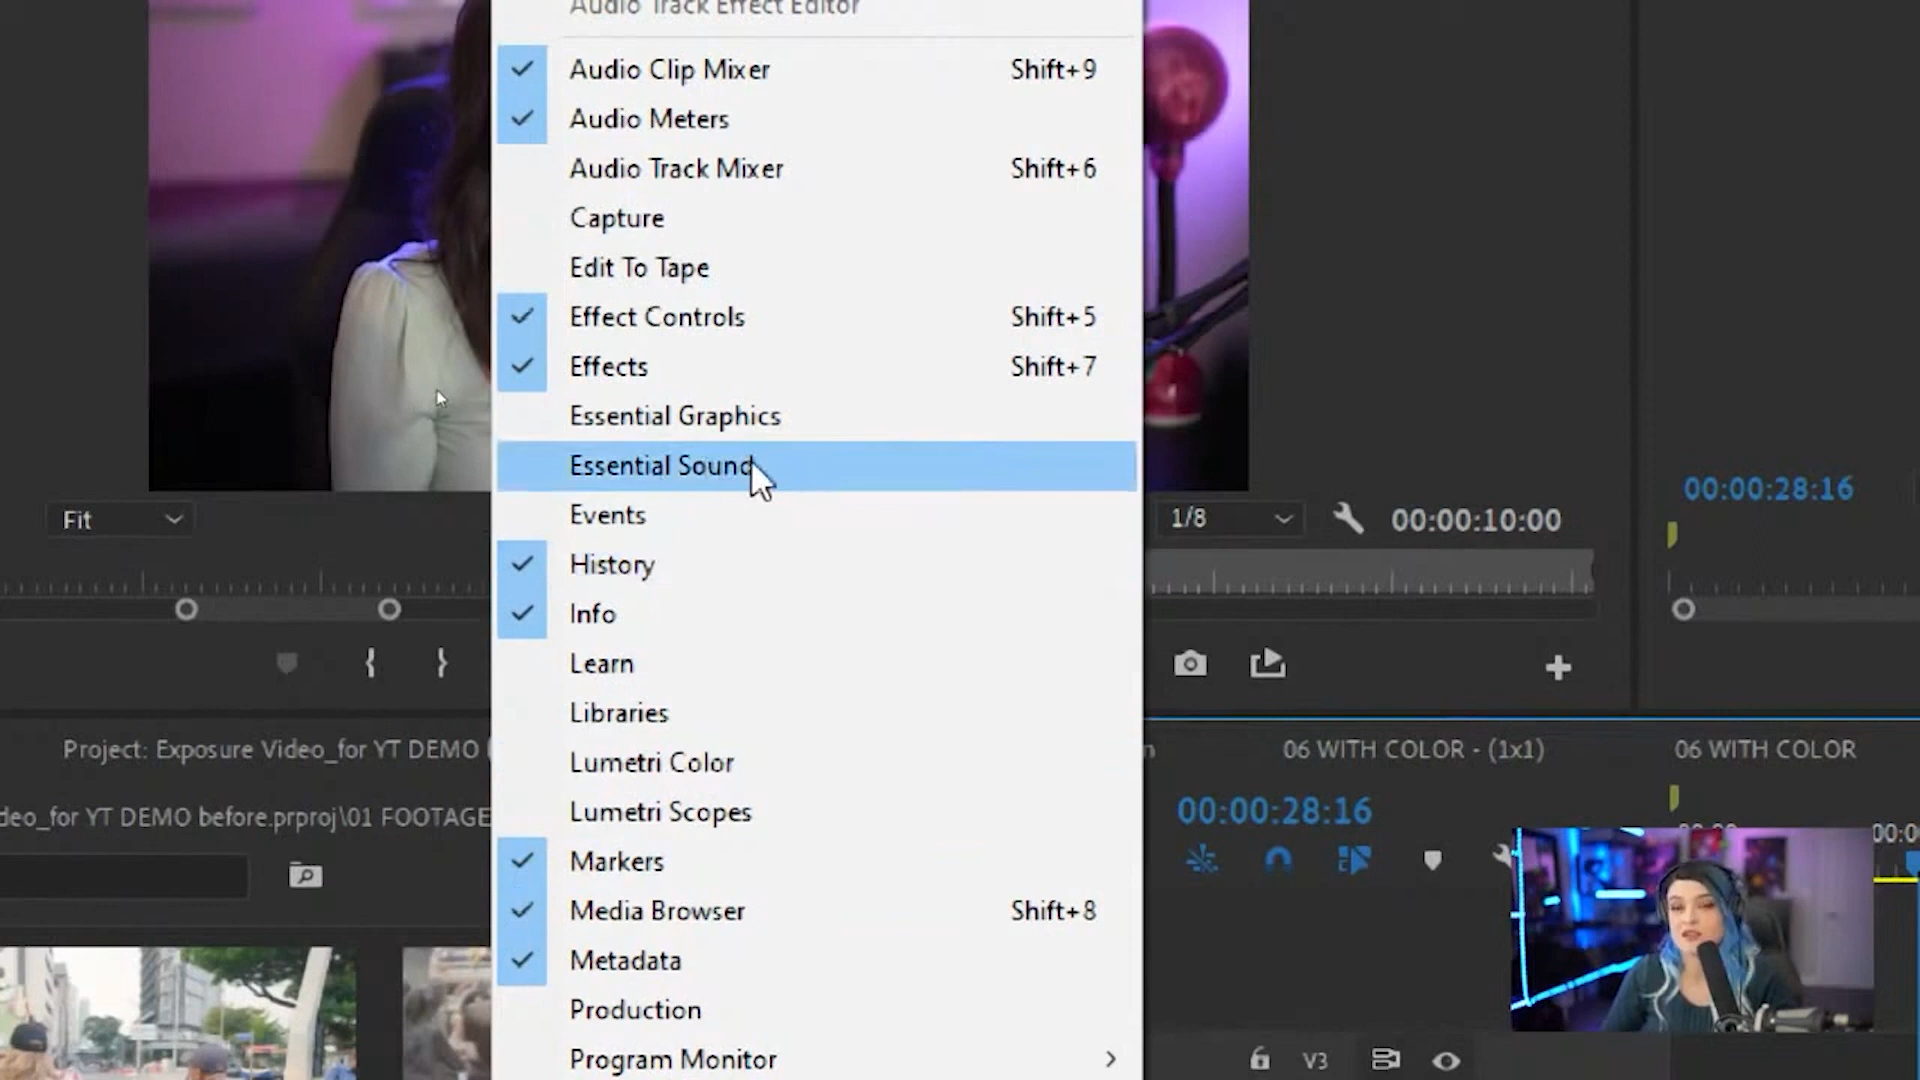 Audio Track Effect Editor
Audio Clip Mixer Shift+9
Audio Meters
Audio Track Mixer Shift+6
Capture
Edit To Tape
Effect Controls Shift+5
Effects Shift+7
Essential Graphics
Essential Sound
Events
History
Info
Learn
Libraries
Lumetri Color
Lumetri Scopes
Markers
Media Browser Shift+8
Metadata
Production
Program Monitor
Fit
1/8
00:00:10:00
00:00:28:16
Project: Exposure Video_for YT DEMO
deo_for YT DEMO before.prproj\01 FOOTAGE
06 WITH COLOR - (1x1)
06 WITH COLOR
00:00:28:16
V3